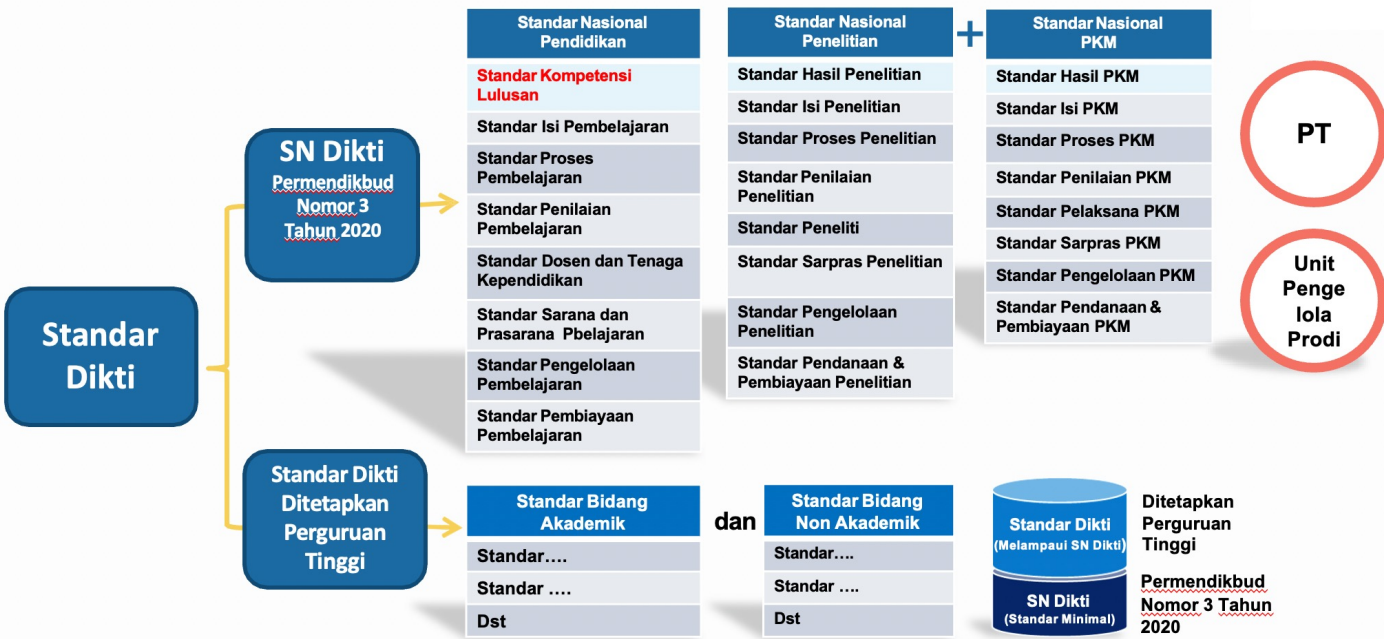 Standar
Dikti
SN Dikti
Permendikbud
Nomor 3
Tahun 2020
Standar Nasional
Pendidikan
Standar Kompetensi
Lulusan
Standar Isi Pembelajaran
Standar Proses
Pembelajaran
Standar Penilaian
Pembelajaran
Standar Dosen dan Tenaga
Kependidikan
Standar Sarana dan
Prasarana Pbelajaran
Standar Pengelolaan
Pembelajaran
Standar Pembiayaan
Pembelajaran
Standar Nasional
Penelitian
Standar Hasil Penelitian
Standar Isi Penelitian
Standar Proses Penelitian
Standar Penilaian
Penelitian
Standar Peneliti
Standar Sarpras Penelitian
Standar Pengelolaan
Penelitian
Standar Pendanaan &
Pembiayaan Penelitian
+
Standar Nasional
PKM
Standar Hasil PKM
Standar Isi PKM
Standar Proses PKM
Standar Penilaian PKM
Standar Pelaksana PKM
Standar Sarpras PKM
Standar Pengelolaan PKM
Standar Pendanaan &
Pembiayaan PKM
PT
Unit
Penge
lola
Prodi
Standar Dikti
Ditetapkan
Perguruan
Tinggi
Standar Bidang
Akademik
Standar....
Standar ....
Dst
dan
Standar Bidang
Non Akademik
Standar....
Standar ....
Dst
Standar Dikti
(Melampaui SN Dikti)
SN Dikti
(Standar Minimal)
Ditetapkan
Perguruan
Tinggi
Permendikbud
Nomor 3 Tahun
2020